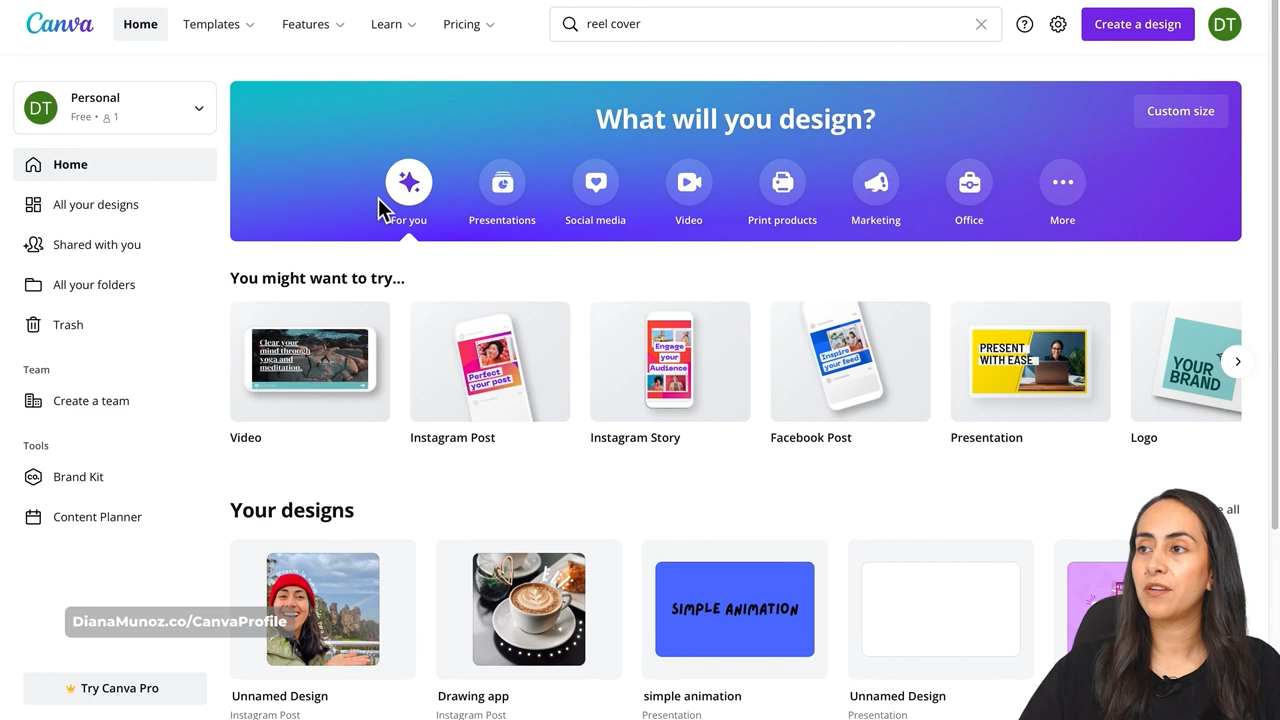 Canva
Home
Templates
Features
Learn
Pricing
reel cover
?
Create a design
DT
DT
Personal
Free • 1
Home
All your designs
Shared with you
All your folders
Trash
Team
Create a team
Tools
CO.
Brand Kit
Content Planner
Try Canva Pro
What will you design?
Custom size
For you
Presentations
Social media
Video
Print products
Marketing
Office
More
You might want to try...
Clear your
mind through
yoga and
meditation.
Perfect
your post
Engage
your
Audience
Inspire
your feed
PRESENT
WITH EASE
YOUR
BRAND
Video
Instagram Post
Instagram Story
Facebook Post
Presentation
Logo
Your designs
all
SIMPLE ANIMATION
DianaMunoz.co/CanvaProfile
Unnamed Design
Instagram Post
Drawing app
Instagram Post
simple animation
Presentation
Unnamed Design
Presentation